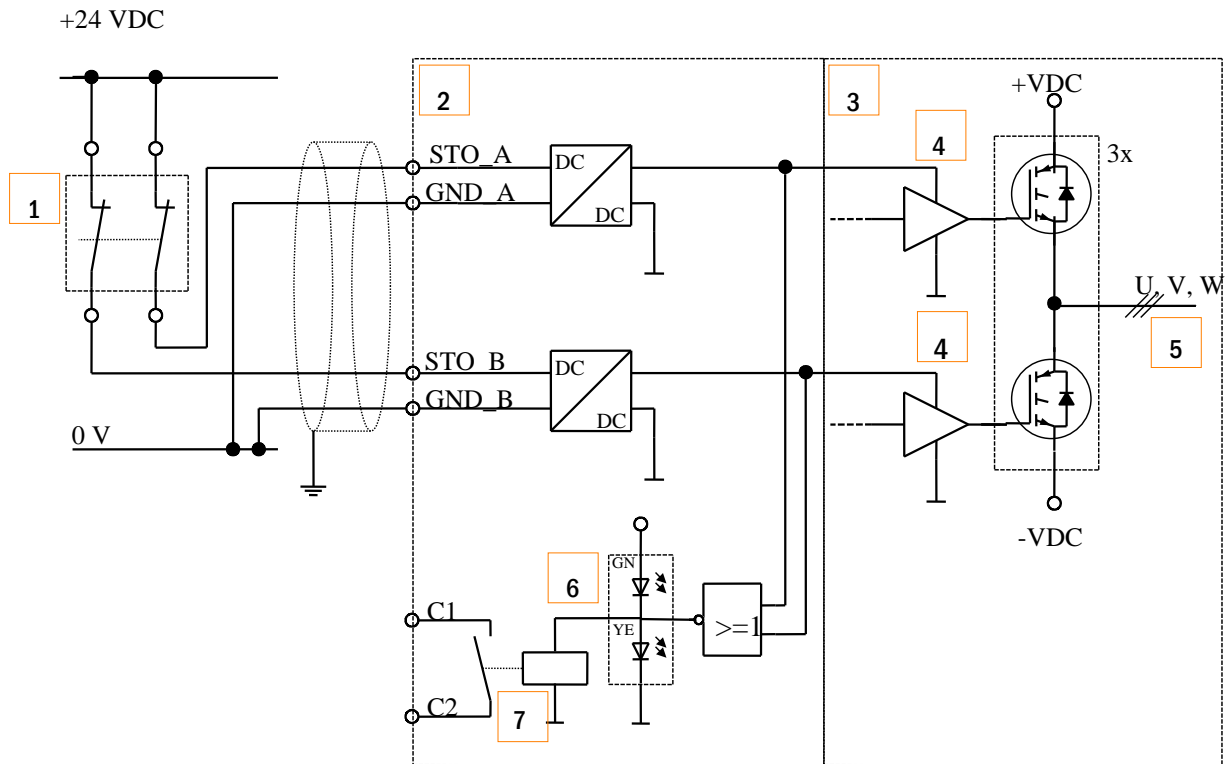 +24 VDC
2
3
+VDC
4
3x
STO_A
DC
1
GND_A
DC
U, V, W
4
5
STO_B
DC
GND_B
DC
0 V
-VDC
GN
6
C1
YE
>=1
C2
7